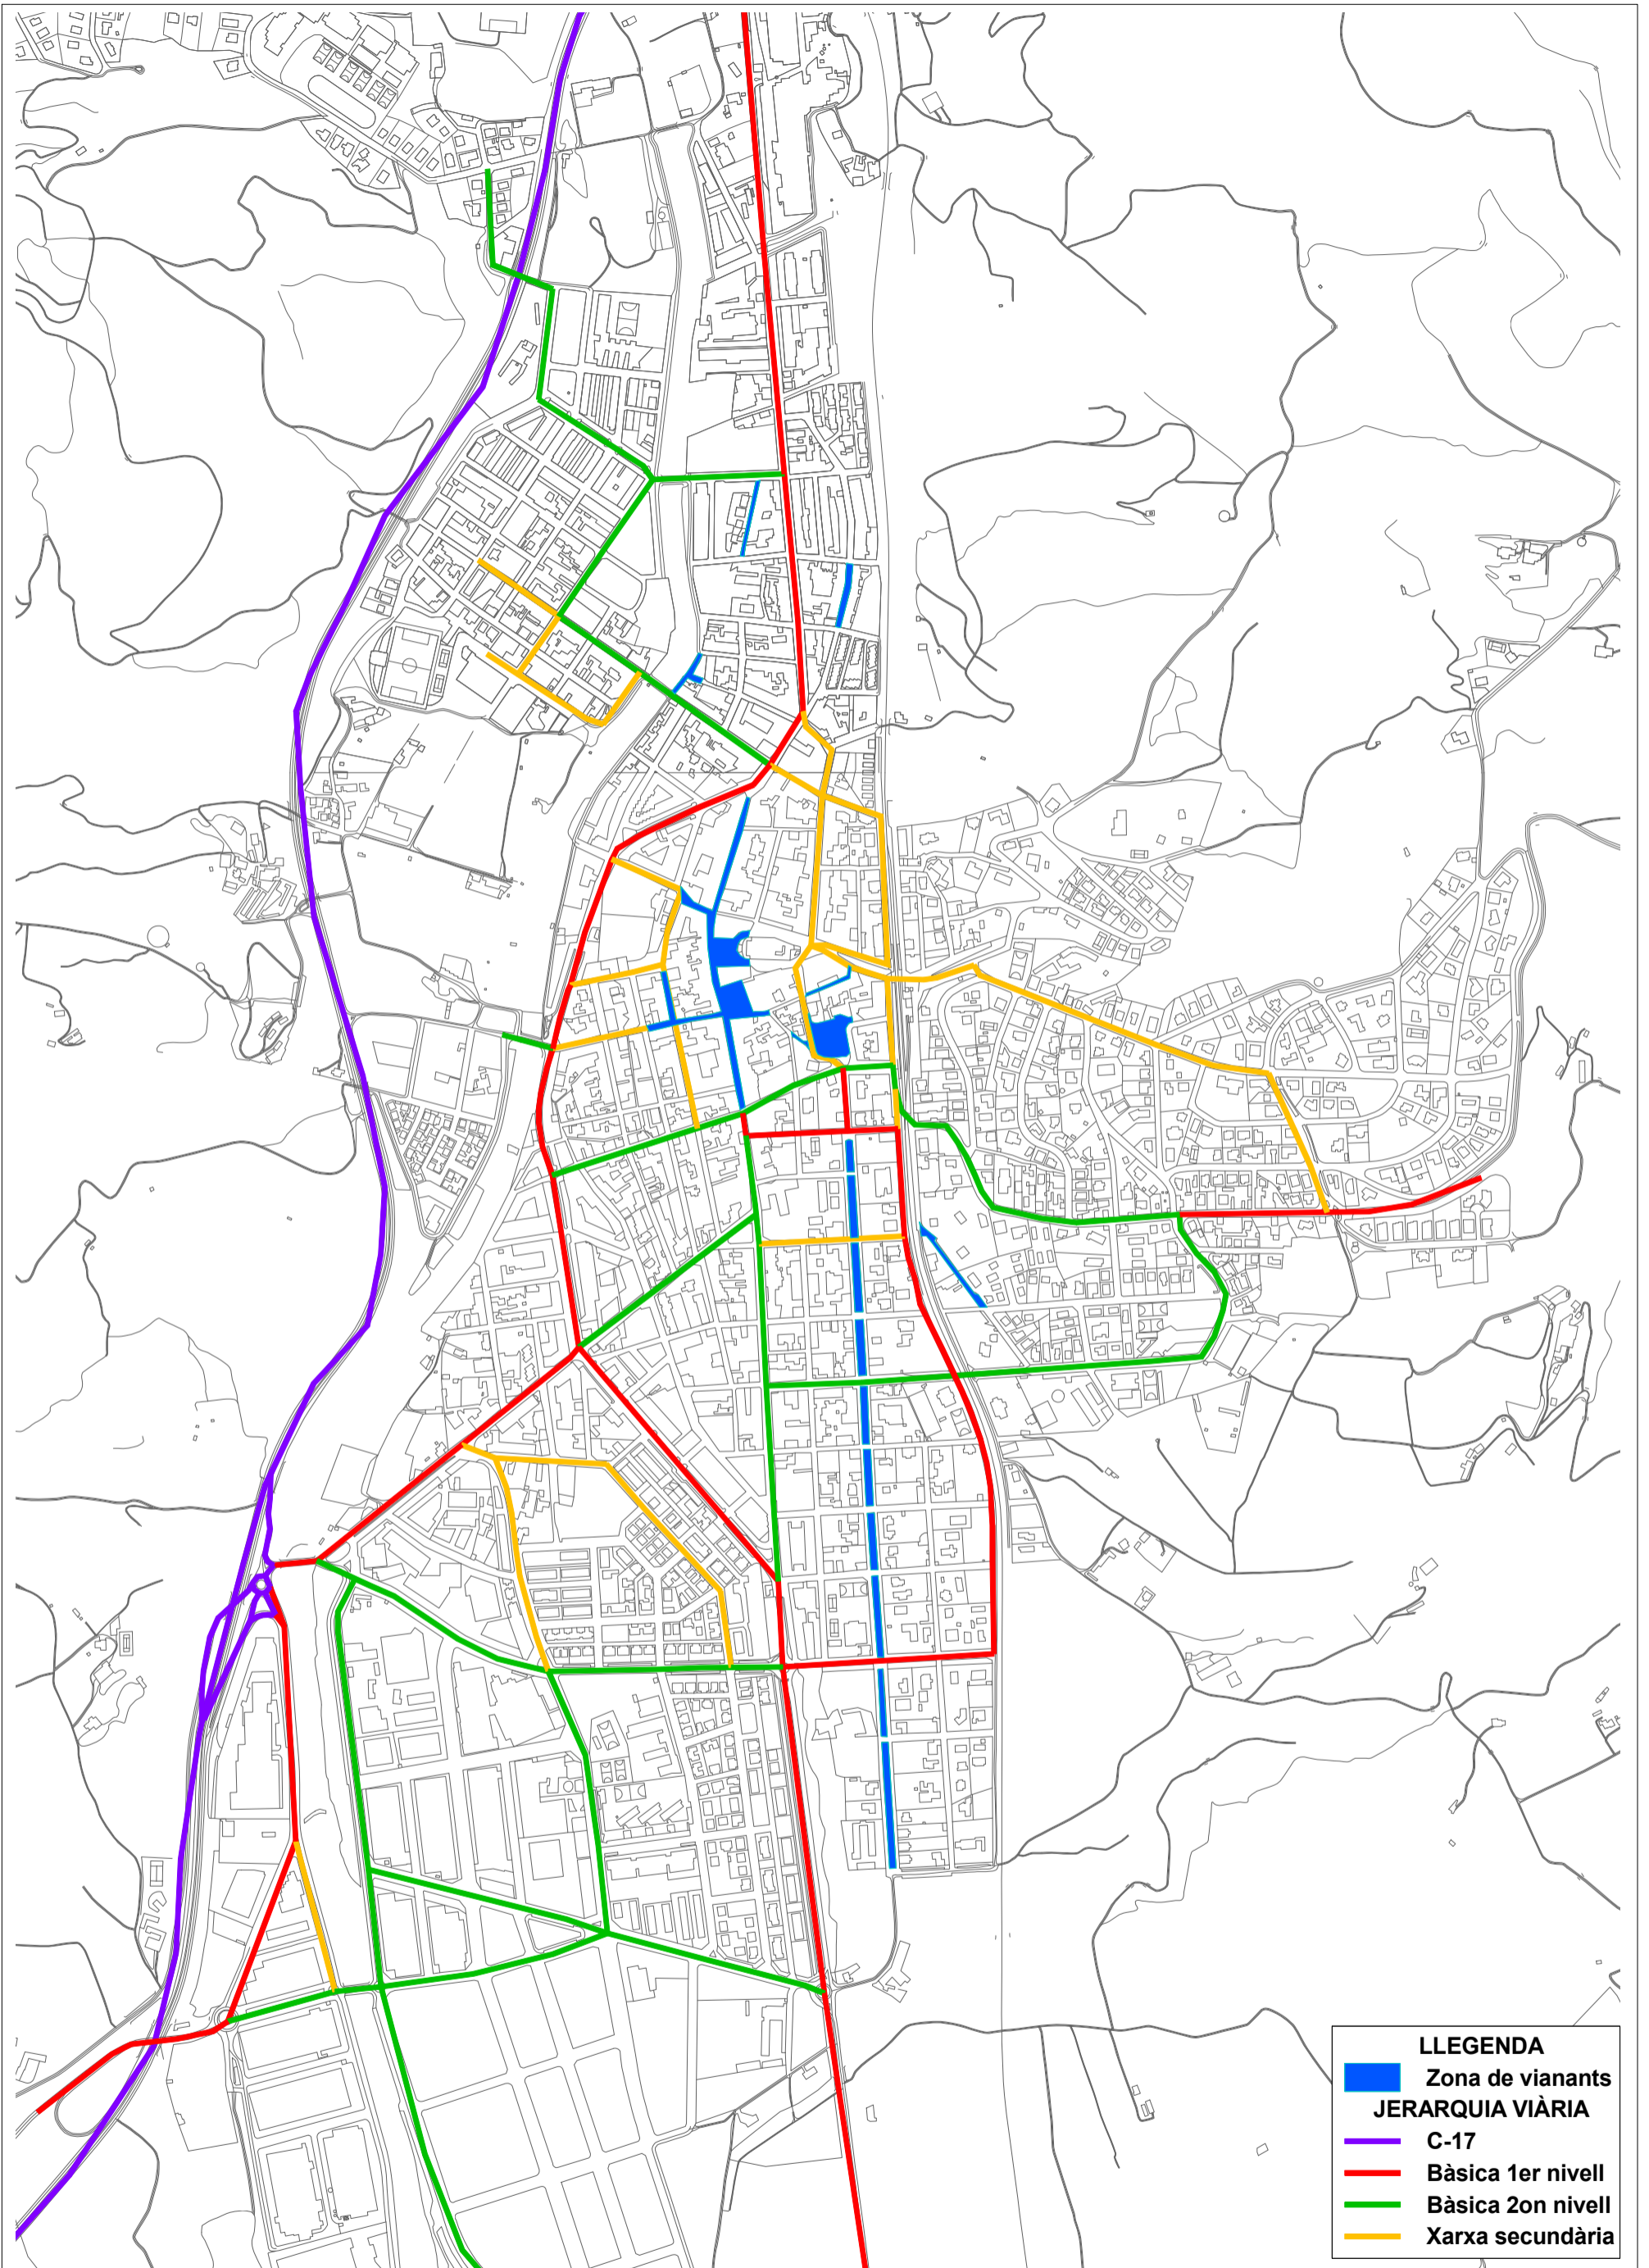 LLEGENDA
Zona de vianants
JERARQUIA VIÀRIA
C-17
Bàsica 1er nivell
Bàsica 2on nivell
Xarxa secundària